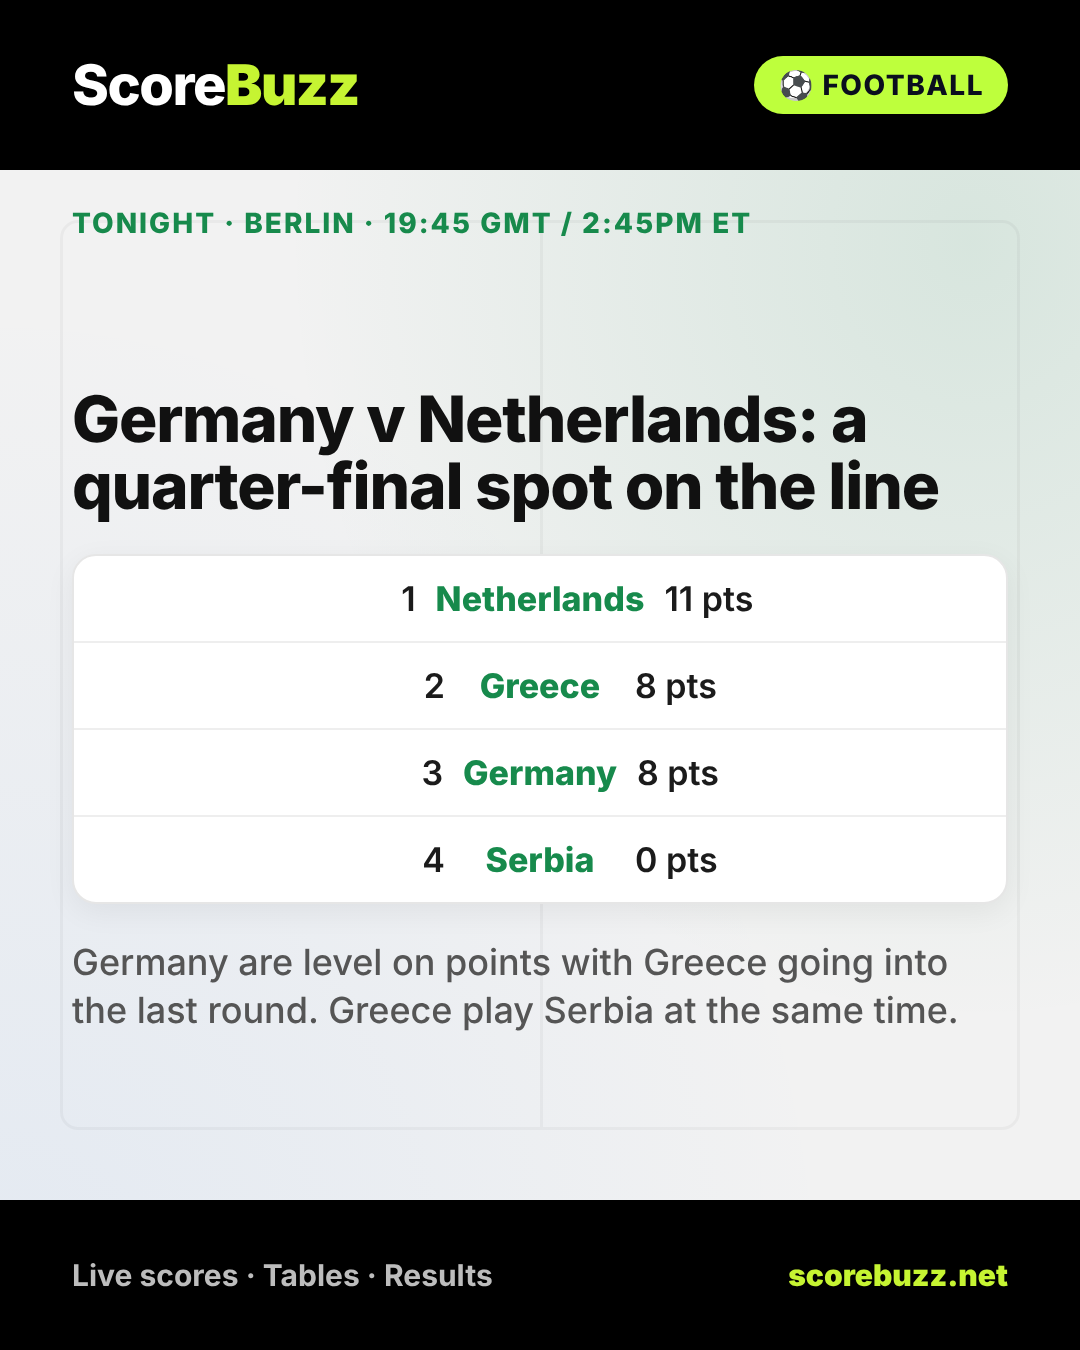 ScoreBuzz
⚽ FOOTBALL
TONIGHT · BERLIN · 19:45 GMT / 2:45PM ET
Germany v Netherlands: a
quarter-final spot on the line
1 Netherlands 11 pts
2 Greece 8 pts
3 Germany 8 pts
4 Serbia 0 pts
Germany are level on points with Greece going into
the last round. Greece play Serbia at the same time.
Live scores · Tables · Results
scorebuzz.net